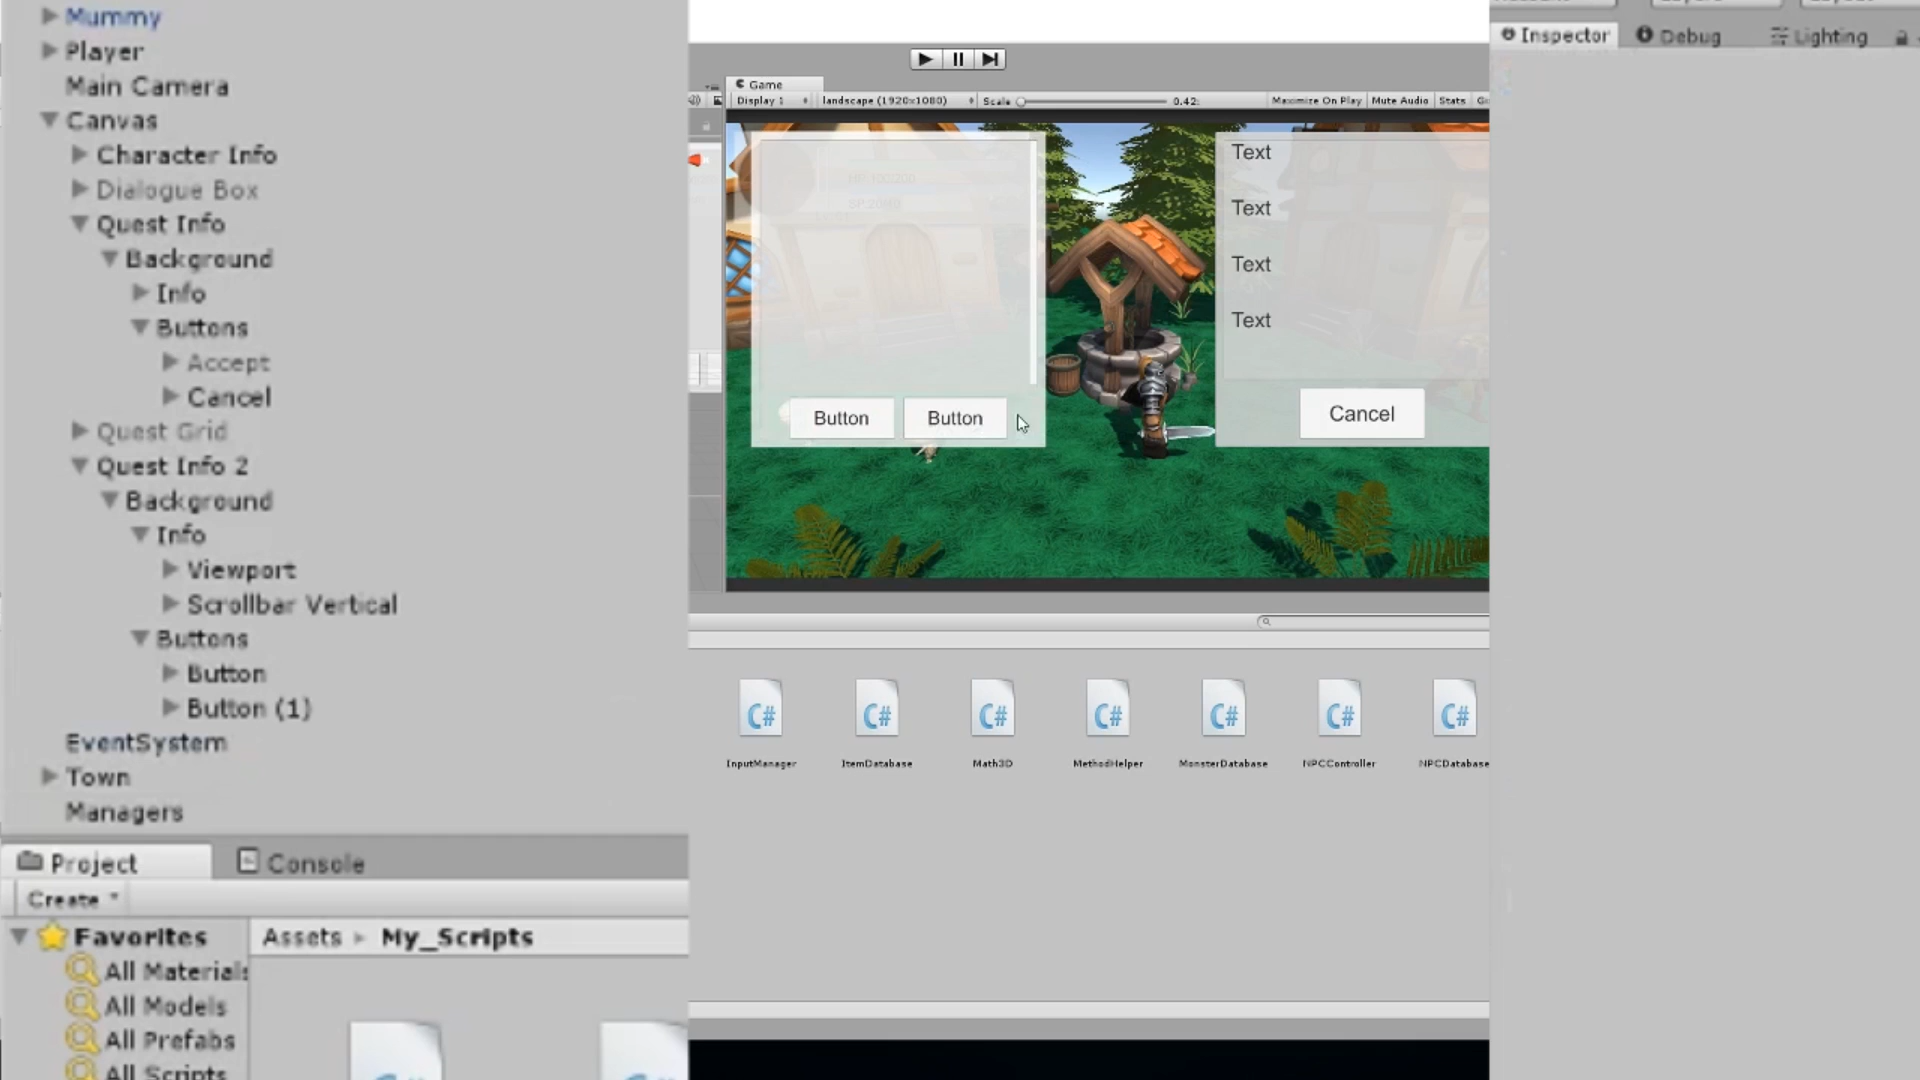 Mummy
Player
Main Camera
Canvas
Character Info
Dialogue Box
Quest Info
Background
Info
Buttons
Accept
Cancel
Quest Grid
Quest Info 2
Background
Info
Viewport
Scrollbar Vertical
Buttons
Button
Button (1)
EventSystem
Town
Managers
Project
Console
Create
Favorites
All Materials
All Models
All Prefabs
All Scripts
Assets
My_Scripts
Game
Display 1
landscape (1920x1080)
Scale
0.42
Maximize On Play
Mute Audio
Stats
Text
Text
Text
Text
Button
Button
Cancel
C#
C#
C#
C#
C#
C#
C#
InputManager
ItemDatabase
Math3D
MethodHelper
MonsterDatabase
NPCController
NPCDatabase
Inspector
Debug
Lighting